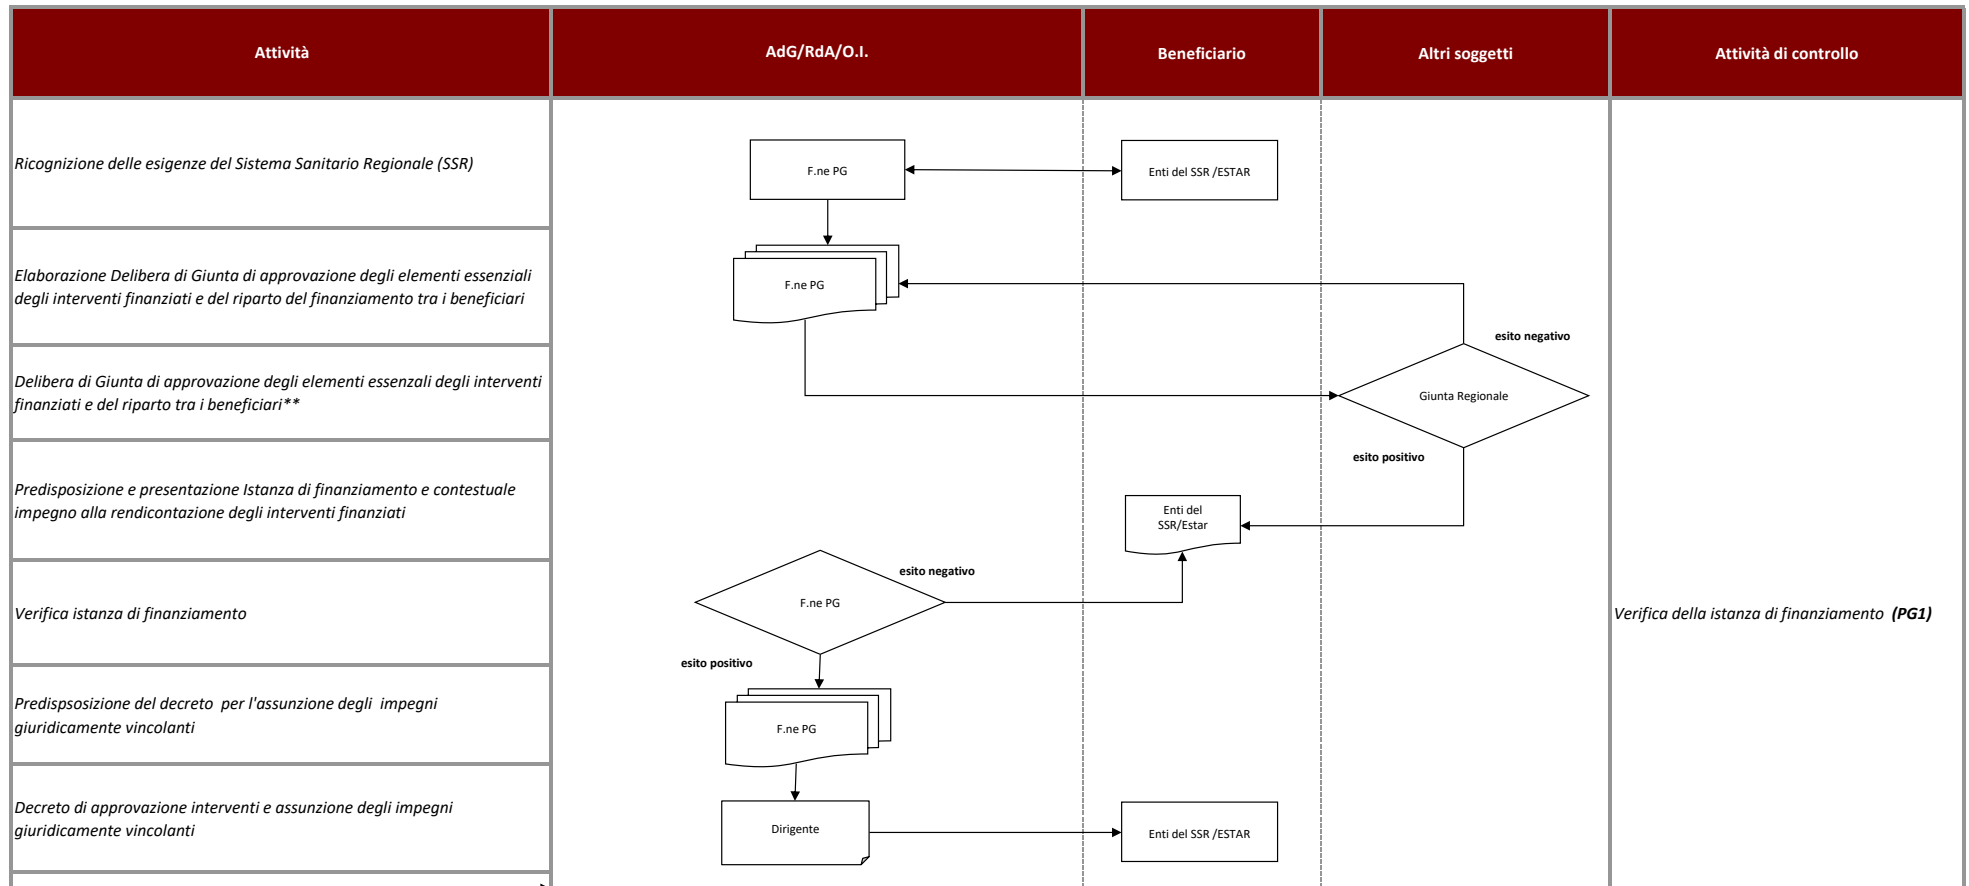 Attività
AdG/RdA/O.I.
Beneficiario
Altri soggetti
Attività di controllo
Ricognizione delle esigenze del Sistema Sanitario Regionale (SSR)
F.ne PG
Enti del SSR /ESTAR
Elaborazione Delibera di Giunta di approvazione degli elementi essenziali
degli interventi finanziati e del riparto del finanziamento tra i beneficiari
F.ne PG
esito negativo
Delibera di Giunta di approvazione degli elementi essenzali degli interventi
finanziati e del riparto tra i beneficiari**
Giunta Regionale
esito positivo
Predisposizione e presentazione Istanza di finanziamento e contestuale
impegno alla rendicontazione degli interventi finanziati
Enti del
SSR/Estar
esito negativo
Verifica istanza di finanziamento
F.ne PG
Verifica della istanza di finanziamento (PG1)
esito positivo
Predispsosizione del decreto per l'assunzione degli impegni
giuridicamente vincolanti
F.ne PG
Decreto di approvazione interventi e assunzione degli impegni
giuridicamente vincolanti
Dirigente
Enti del SSR /ESTAR